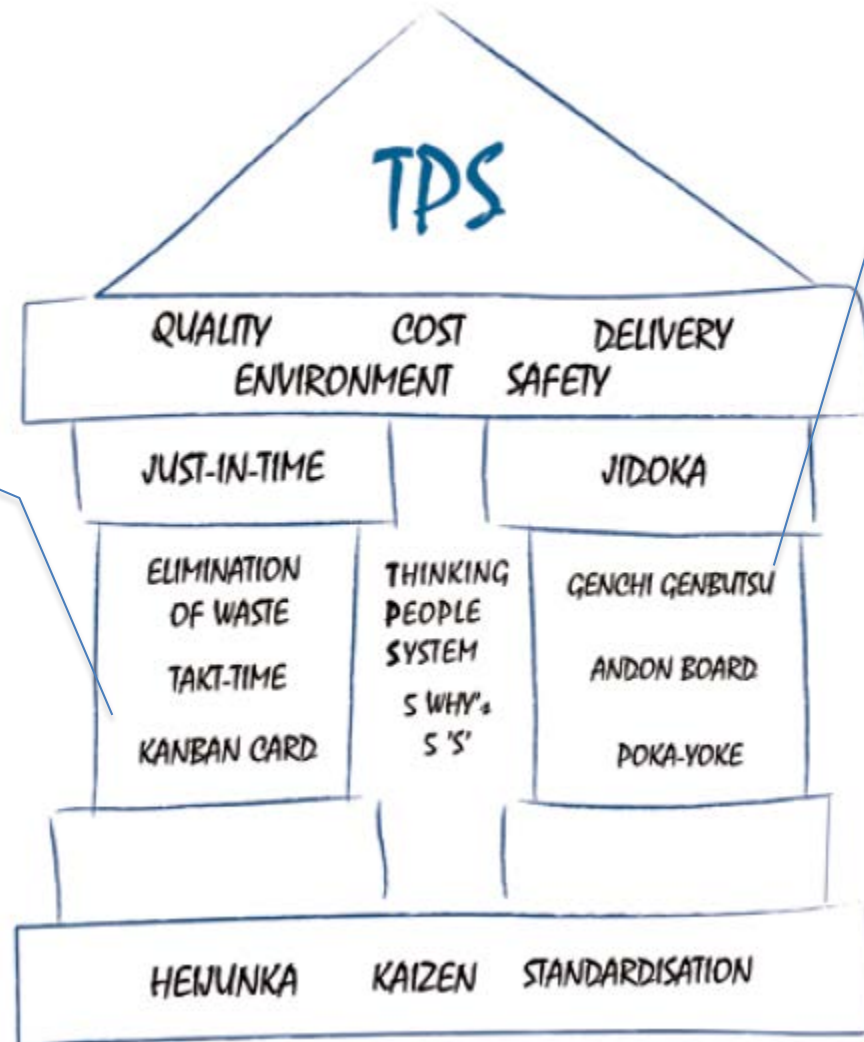 TPS
QUALITY COST DELIVERY
ENVIRONMENT SAFETY
JUST-IN-TIME
JIDOKA
ELIMINATION
OF WASTE
TAKT-TIME
KANBAN CARD
THINKING
PEOPLE
SYSTEM
5 WHY's
5 'S'
GENCHI GENBUTSU
ANDON BOARD
POKA-YOKE
HEIJUNKA KAIZEN STANDARDISATION